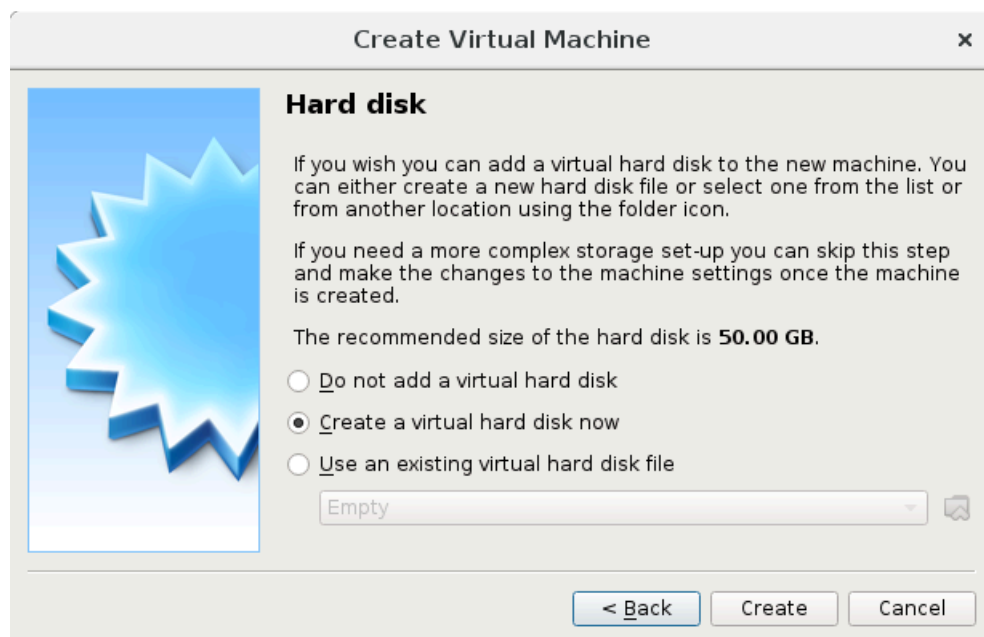 Create Virtual Machine
Hard disk
If you wish you can add a virtual hard disk to the new machine. You
can either create a new hard disk file or select one from the list or
from another location using the folder icon.
If you need a more complex storage set-up you can skip this step
and make the changes to the machine settings once the machine
is created.
The recommended size of the hard disk is 50.00 GB.
Do not add a virtual hard disk
Create a virtual hard disk now
Use an existing virtual hard disk file
Empty
< Back
Create
Cancel